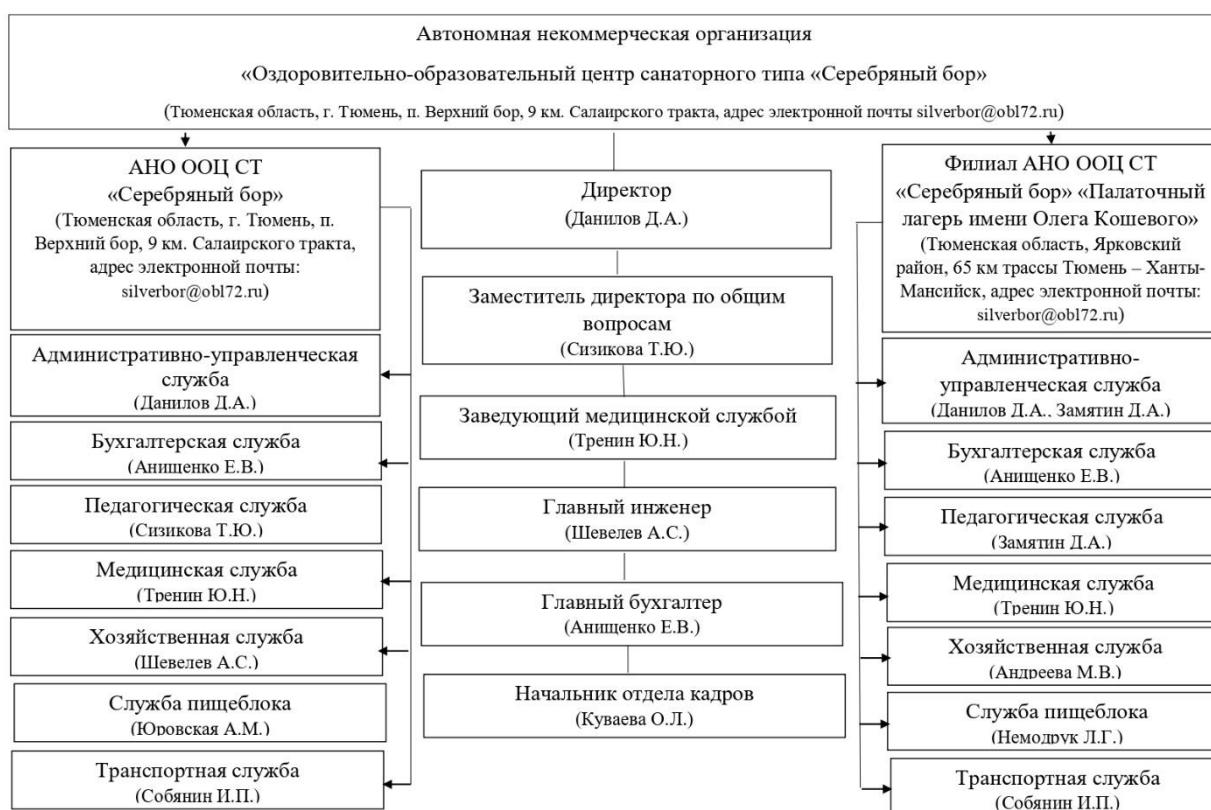 Автономная некоммерческая организация
«Оздоровительно-образовательный центр санаторного типа «Серебряный бор»
(Тюменская область, г. Тюмень, п. Верхний бор, 9 км. Салаирского тракта, адрес электронной почты silverbor@obl72.ru)
АНО ООЦ СТ
«Серебряный бор»
(Тюменская область, г. Тюмень, п.
Верхний бор, 9 км. Салаирского тракта,
адрес электронной почты:
silverbor@obl72.ru)
Административно-управленческая
служба
(Данилов Д.А.)
Бухгалтерская служба
(Анищенко Е.В.)
Педагогическая служба
(Сизикова Т.Ю.)
Медицинская служба
(Тренин Ю.Н.)
Хозяйственная служба
(Шевелев А.С.)
Служба пищеблока
(Юровская А.М.)
Транспортная служба
(Собянин И.П.)
Директор
(Данилов Д.А.)
Заместитель директора по общим
вопросам
(Сизикова Т.Ю.)
Заведующий медицинской службой
(Тренин Ю.Н.)
Главный инженер
(Шевелев А.С.)
Главный бухгалтер
(Анищенко Е.В.)
Начальник отдела кадров
(Куваева О.Л.)
Филиал АНО ООЦ СТ
«Серебряный бор» «Палаточный
лагерь имени Олега Кошевого»
(Тюменская область, Ярковский
район, 65 км трассы Тюмень – Ханты-
Мансийск, адрес электронной почты:
silverbor@obl72.ru)
Административно-
управленческая служба
(Данилов Д.А., Замятин Д.А.)
Бухгалтерская служба
(Анищенко Е.В.)
Педагогическая служба
(Замятин Д.А.)
Медицинская служба
(Тренин Ю.Н.)
Хозяйственная служба
(Андреева М.В.)
Служба пищеблока
(Немодрук Л.Г.)
Транспортная служба
(Собянин И.П.)